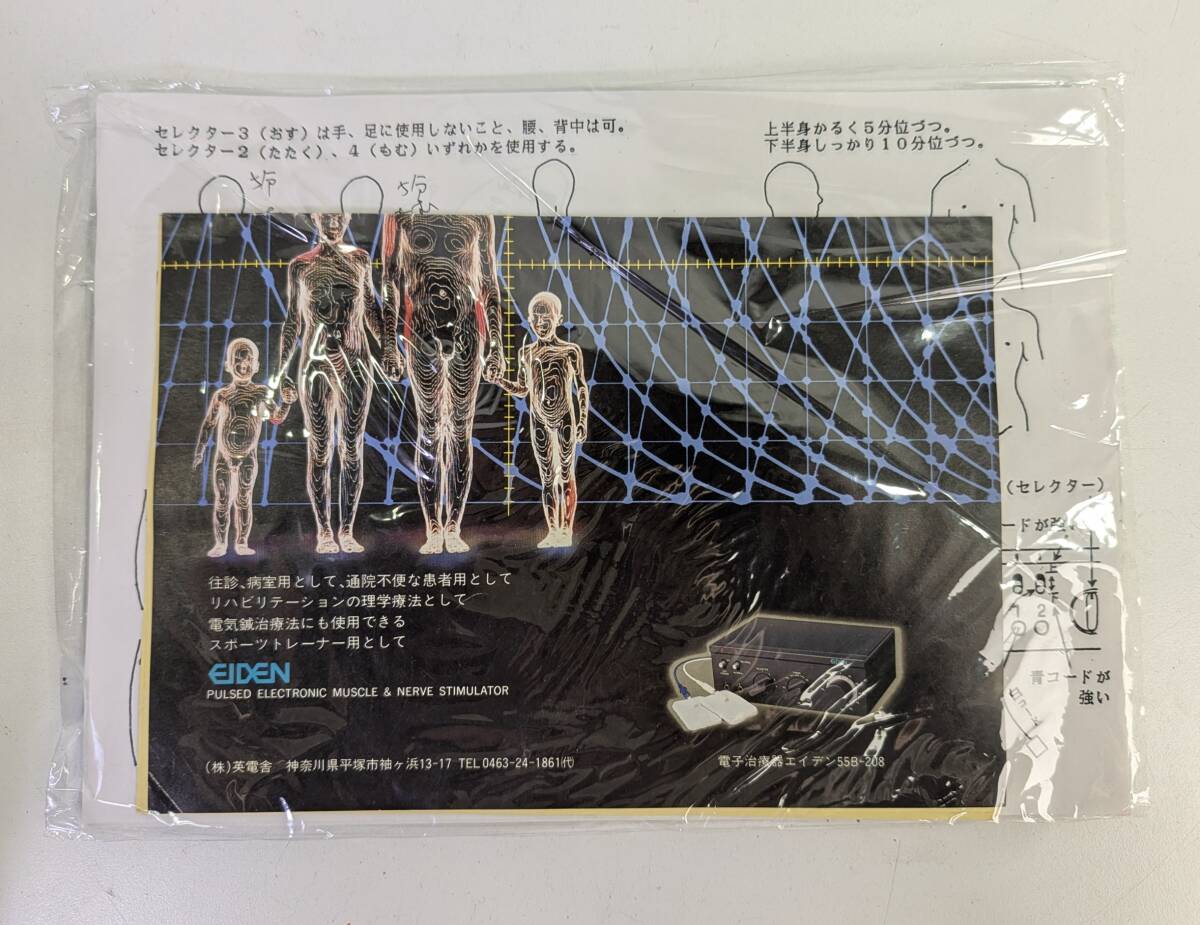 セレクター3（おす）は手、足に使用しないこと、腰、背中は可。
セレクター2（たたく）、4（もむ）いずれかを使用する。
上半身かるく5分位づつ。
下半身しっかり10分位づつ。
（セレクター）
ードが強い
1 2
青コードが
強い
往診、病室用として、通院不便な患者用として
リハビリテーションの理学療法として
電気鍼治療法にも使用できる
スポーツトレーナー用として
EIDEN
PULSED ELECTRONIC MUSCLE & NERVE STIMULATOR
(株)英電舎 神奈川県平塚市袖ヶ浜13-17 TEL 0463-24-1861(代)
電子治療器エイデン55B-208